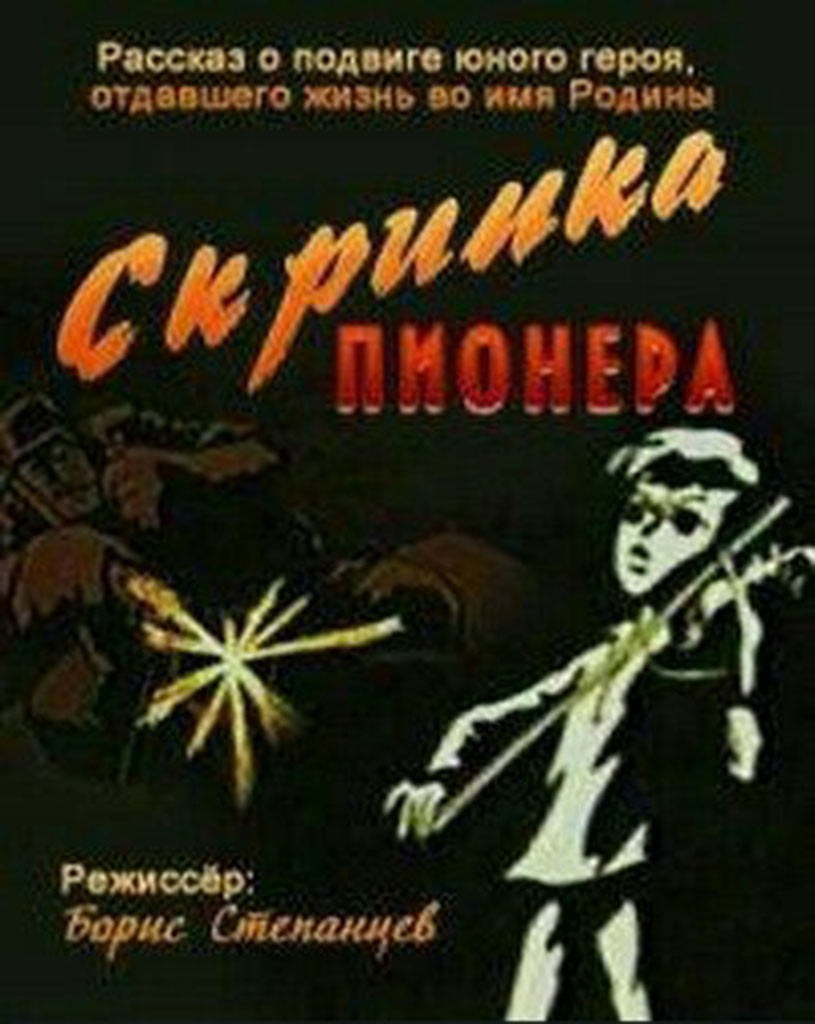 Рассказ о подвиге юного героя,
отдавшего жизнь во имя Родины
Скрипка
ПИОНЕРА
Режиссёр:
Борис Степанцев